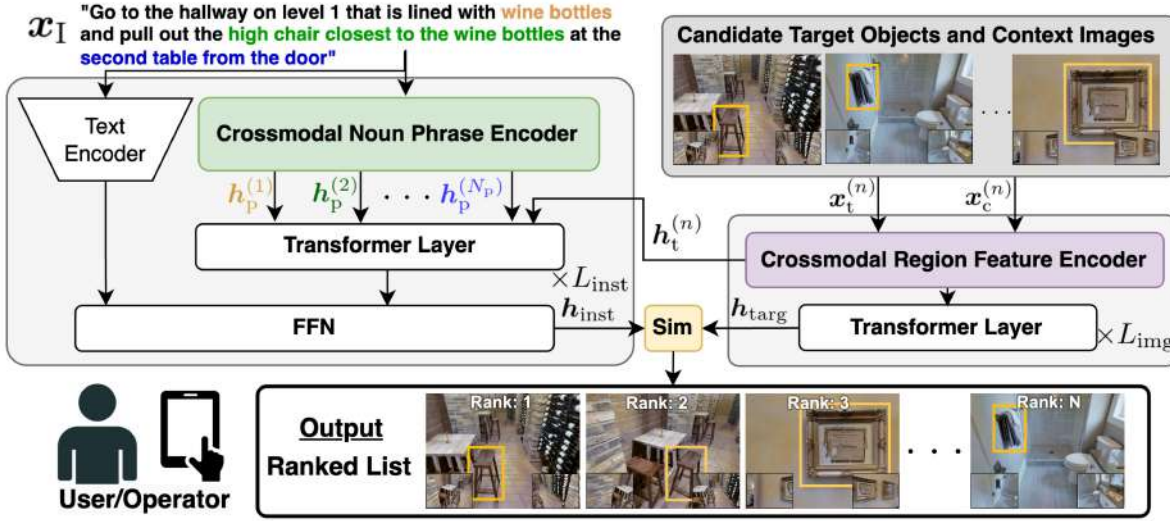 x_I "Go to the hallway on level 1 that is lined with wine bottles
and pull out the high chair closest to the wine bottles at the
second table from the door"
Candidate Target Objects and Context Images
Text
Encoder
Crossmodal Noun Phrase Encoder
h_p^(1) h_p^(2) · · · h_p^(N_p)
x_t^(n) x_c^(n)
h_t^(n)
Transformer Layer
×L_inst
Crossmodal Region Feature Encoder
FFN
h_inst
Sim
h_targ
Transformer Layer
×L_img
User/Operator
Output
Ranked List
Rank: 1
Rank: 2
Rank: 3
· · ·
Rank: N